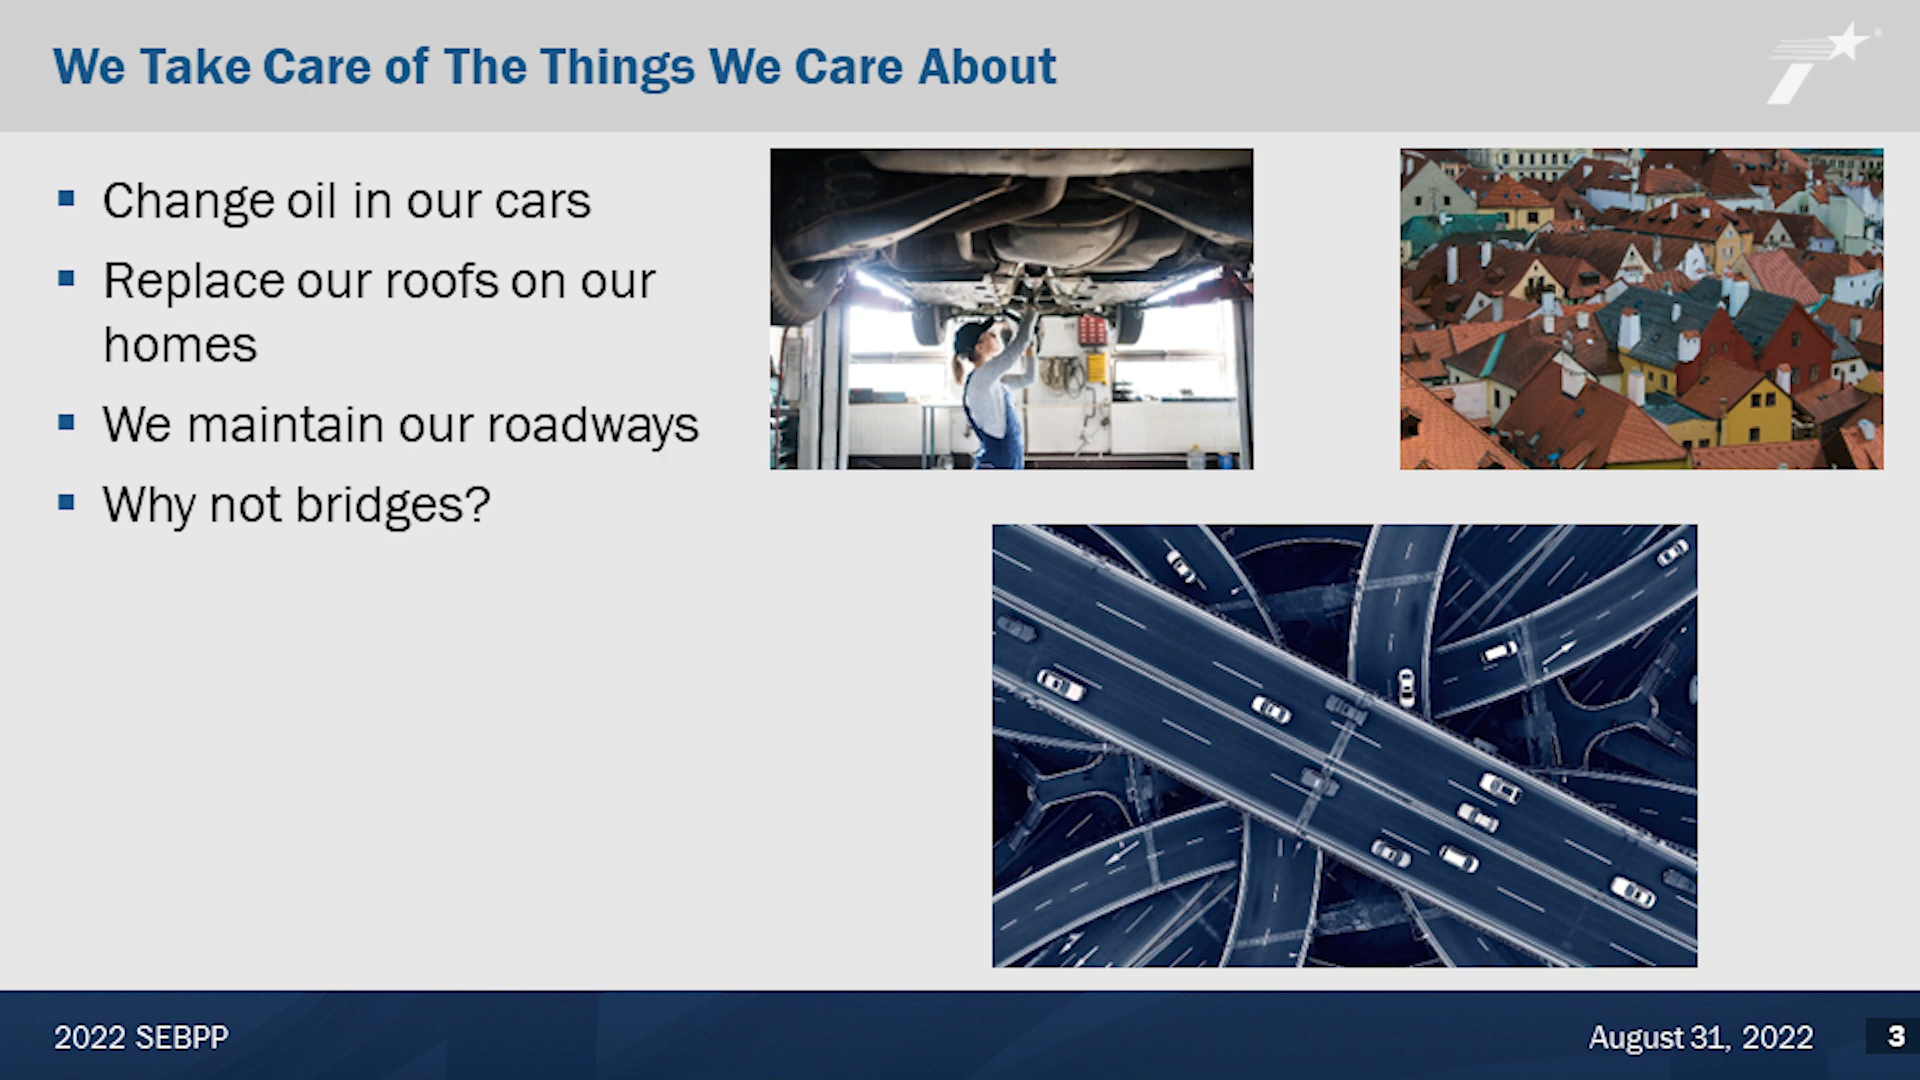 We Take Care of The Things We Care About
Change oil in our cars
Replace our roofs on our
homes
We maintain our roadways
Why not bridges?
2022 SEBPP
August 31, 2022
3